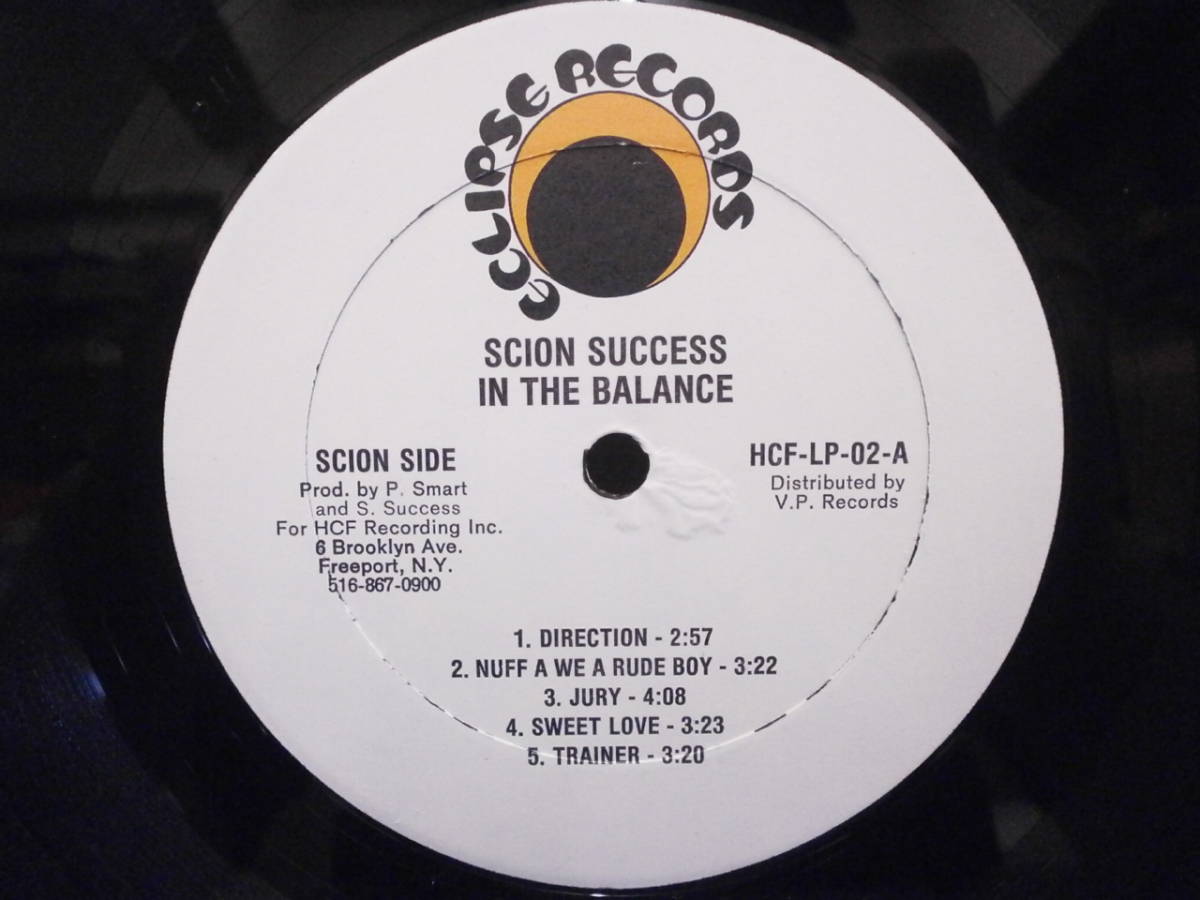 ECLIPSE RECORDS
SCION SUCCESS
IN THE BALANCE
SCION SIDE
Prod. by P. Smart
and S. Success
For HCF Recording Inc.
6 Brooklyn Ave.
Freeport, N.Y.
516-867-0900
HCF-LP-02-A
Distributed by
V.P. Records
1. DIRECTION - 2:57
2. NUFF A WE A RUDE BOY - 3:22
3. JURY - 4:08
4. SWEET LOVE - 3:23
5. TRAINER - 3:20